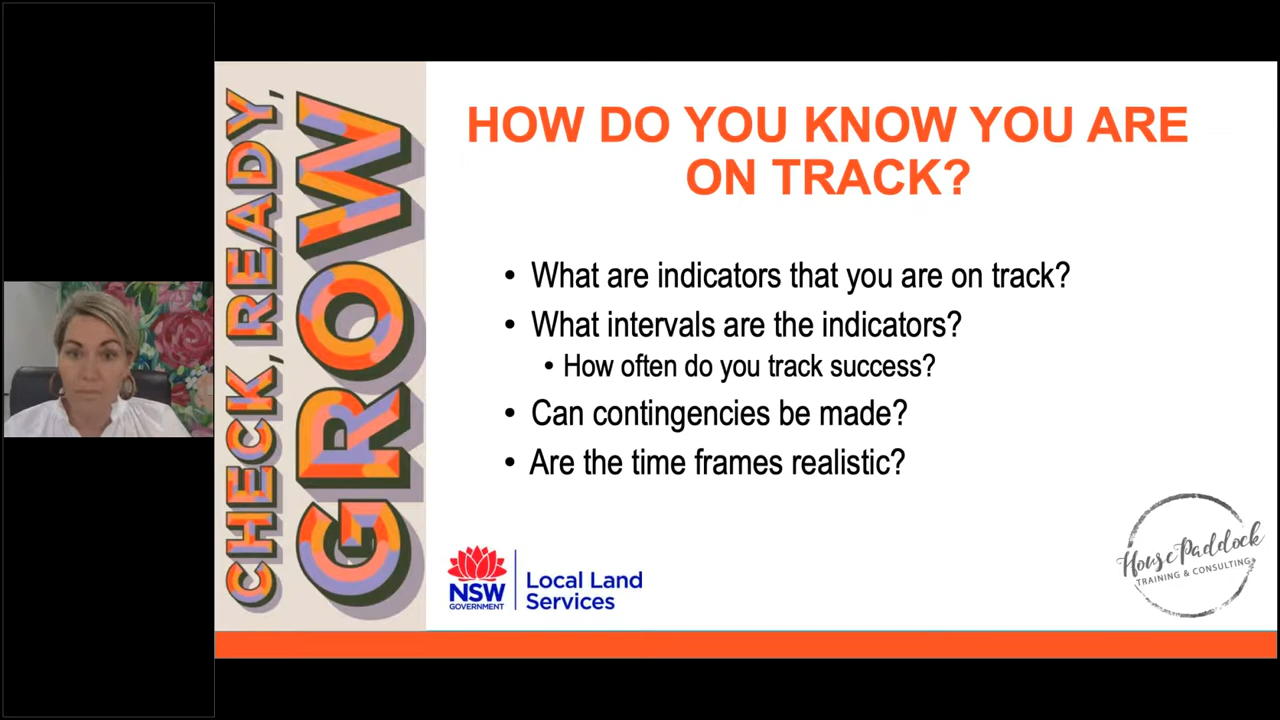 CHECK, READY,
GROW
HOW DO YOU KNOW YOU ARE
ON TRACK?
• What are indicators that you are on track?
• What intervals are the indicators?
• How often do you track success?
• Can contingencies be made?
• Are the time frames realistic?
NSW
GOVERNMENT
Local Land
Services
House Paddock
TRAINING & CONSULTING